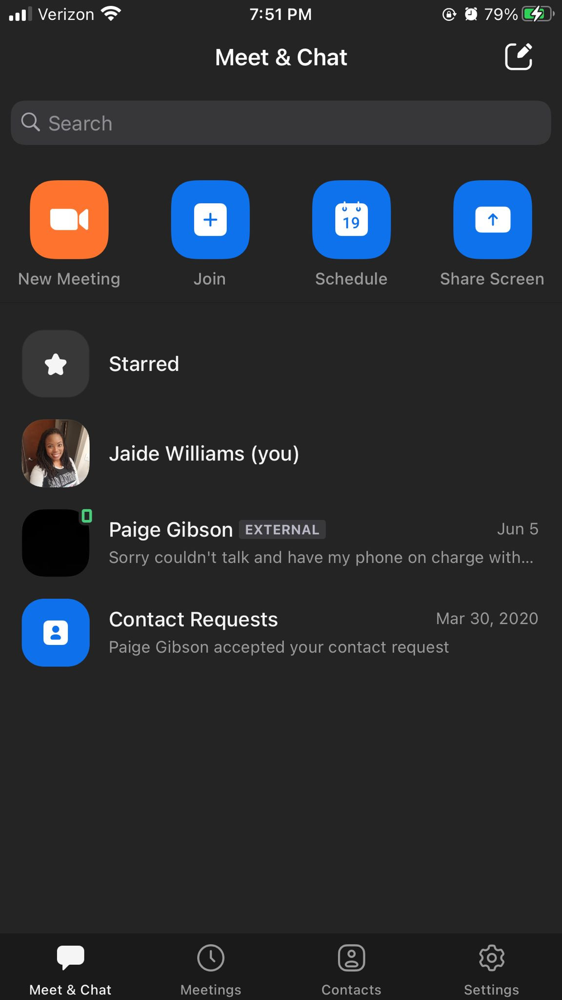 Verizon 7:51 PM 79%
Meet & Chat
Search
19
New Meeting Join Schedule Share Screen
Starred
Jaide Williams (you)
Paige Gibson EXTERNAL Jun 5
Sorry couldn't talk and have my phone on charge with...
Contact Requests Mar 30, 2020
Paige Gibson accepted your contact request
Meet & Chat Meetings Contacts Settings